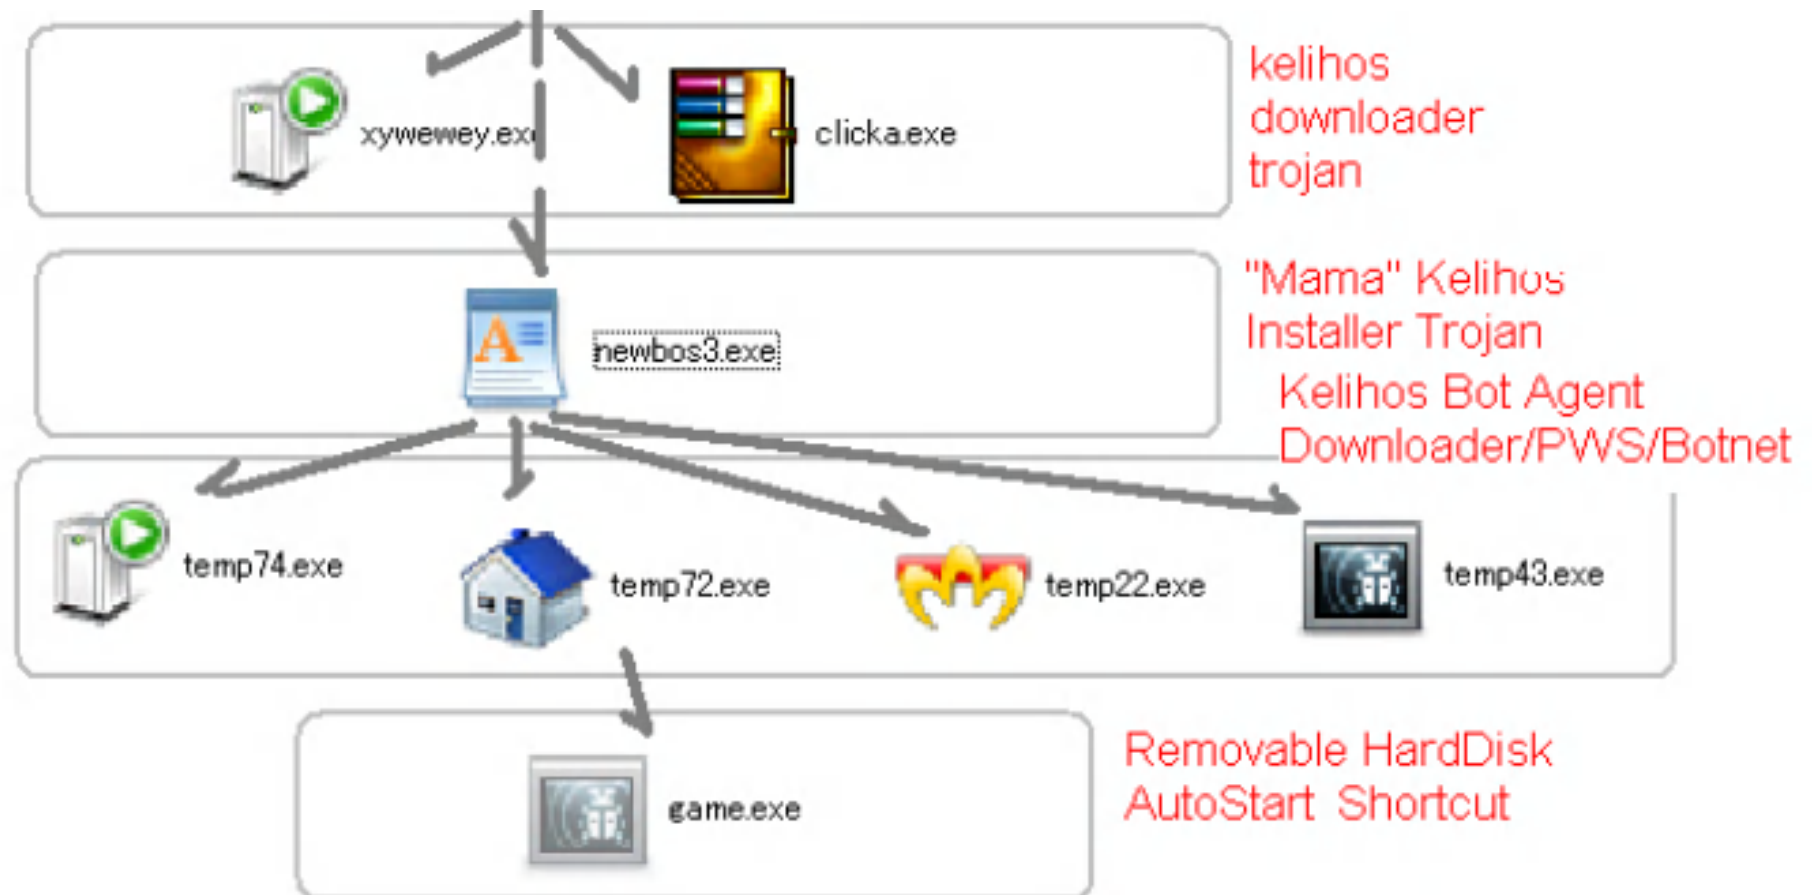 kelihos
downloader
trojan
xywewey.exe
clicka.exe
"Mama" Kelihos
Installer Trojan
newbos3.exe
Kelihos Bot Agent
Downloader/PWS/Botnet
temp74.exe
temp72.exe
temp22.exe
temp43.exe
Removable HardDisk
AutoStart Shortcut
game.exe